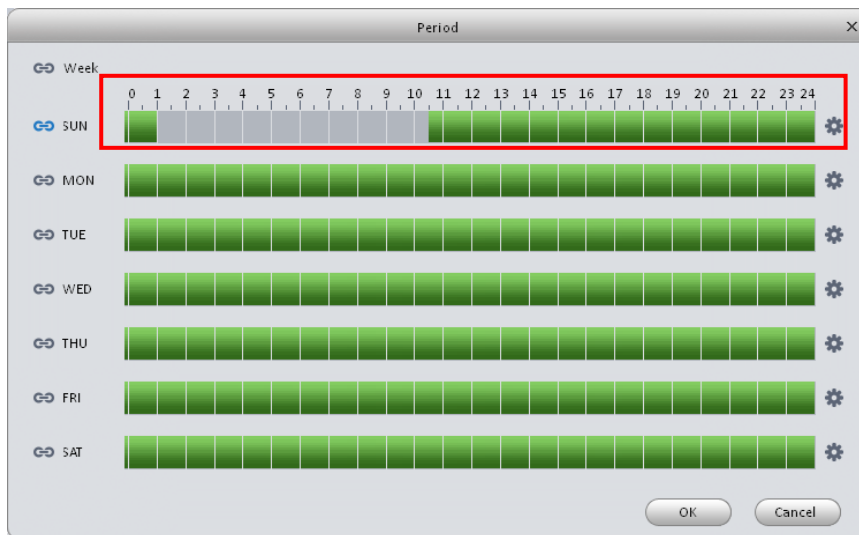 Period
Week
0 1 2 3 4 5 6 7 8 9 10 11 12 13 14 15 16 17 18 19 20 21 22 23 24
SUN
MON
TUE
WED
THU
FRI
SAT
OK Cancel